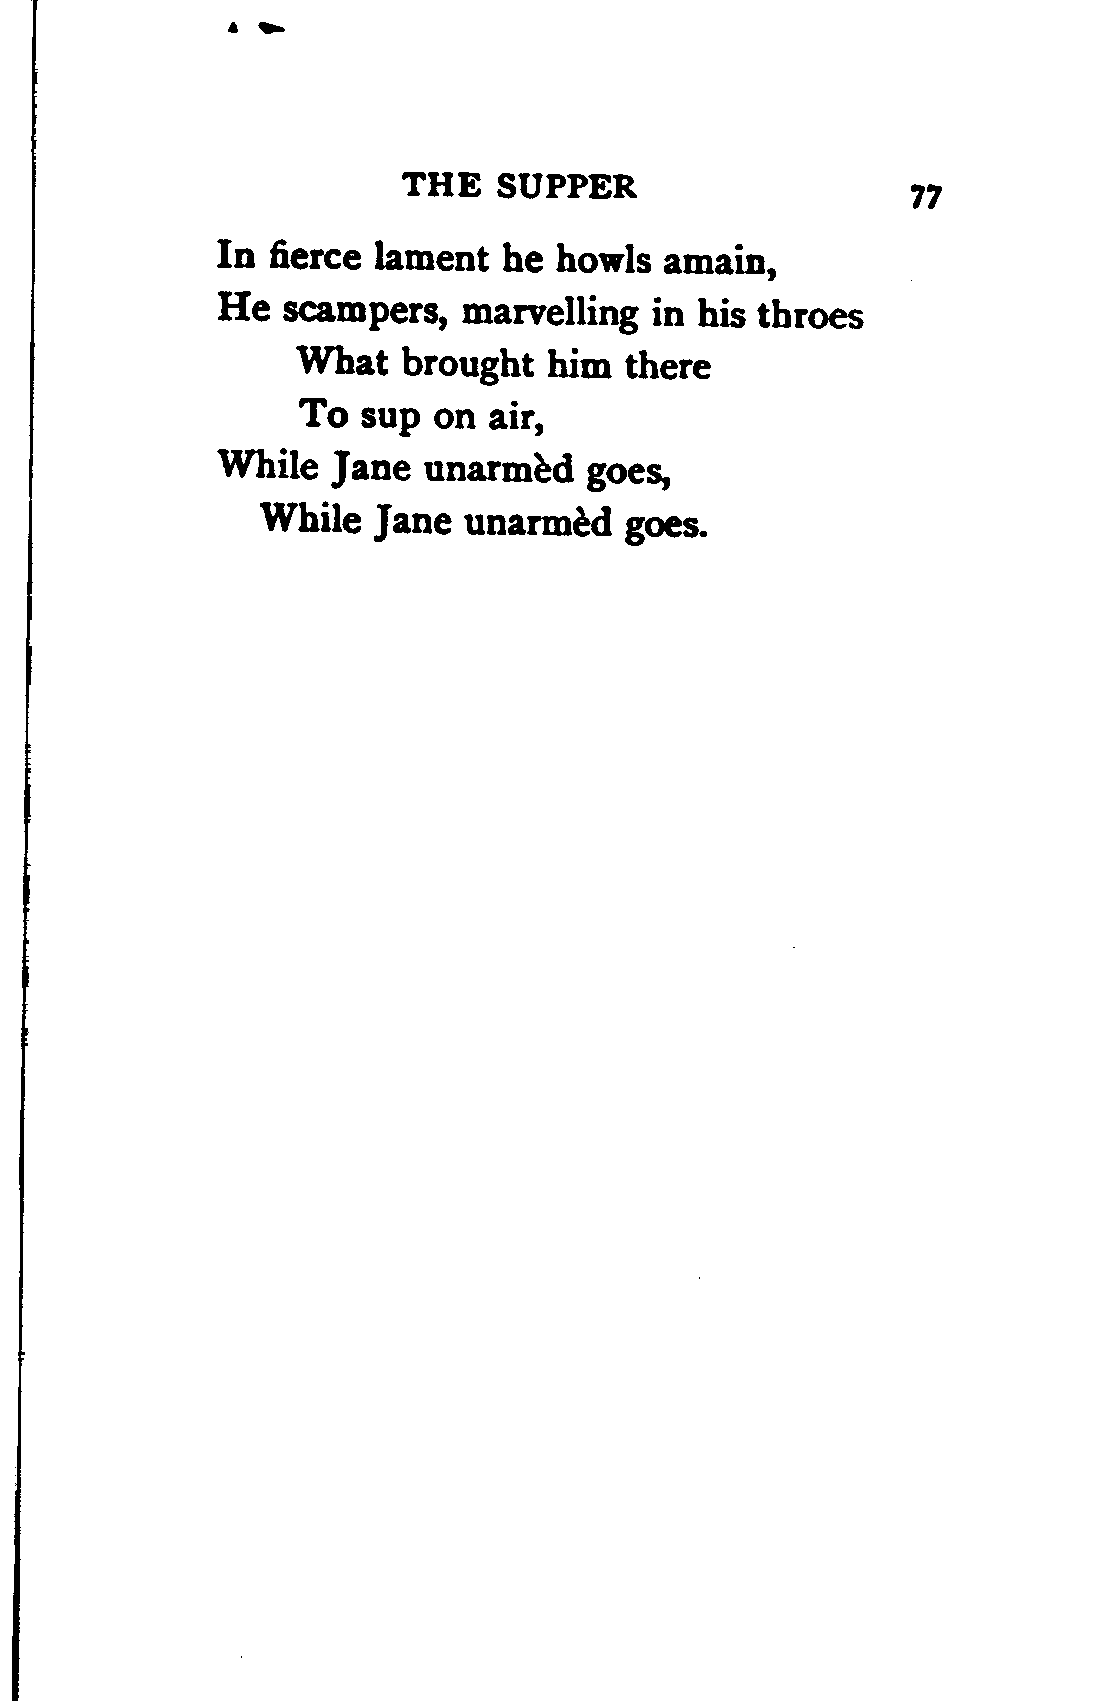 THE SUPPER 77
In fierce lament he howls amain,
He scampers, marvelling in his throes
What brought him there
To sup on air,
While Jane unarmèd goes,
While Jane unarmèd goes.